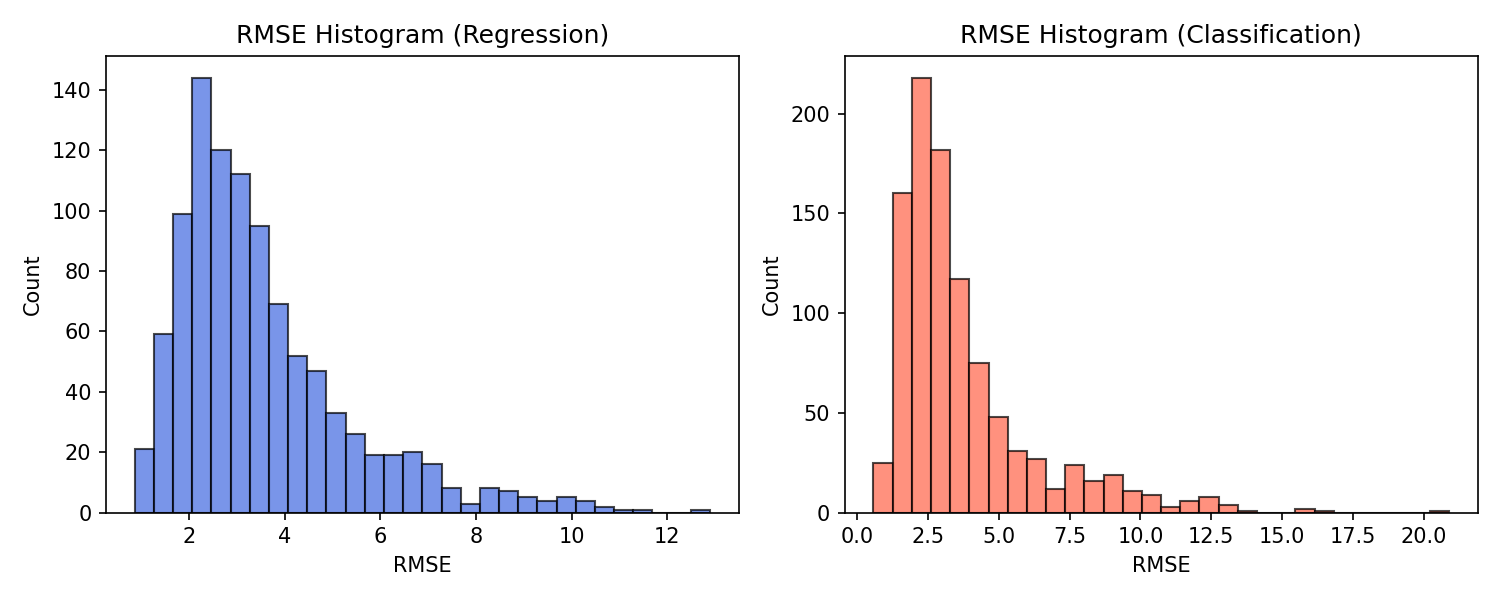 RMSE Histogram (Regression)
140
120
100
80
60
40
20
0
Count
2 4 6 8 10 12
RMSE
RMSE Histogram (Classification)
200
150
100
50
0
Count
0.0 2.5 5.0 7.5 10.0 12.5 15.0 17.5 20.0
RMSE